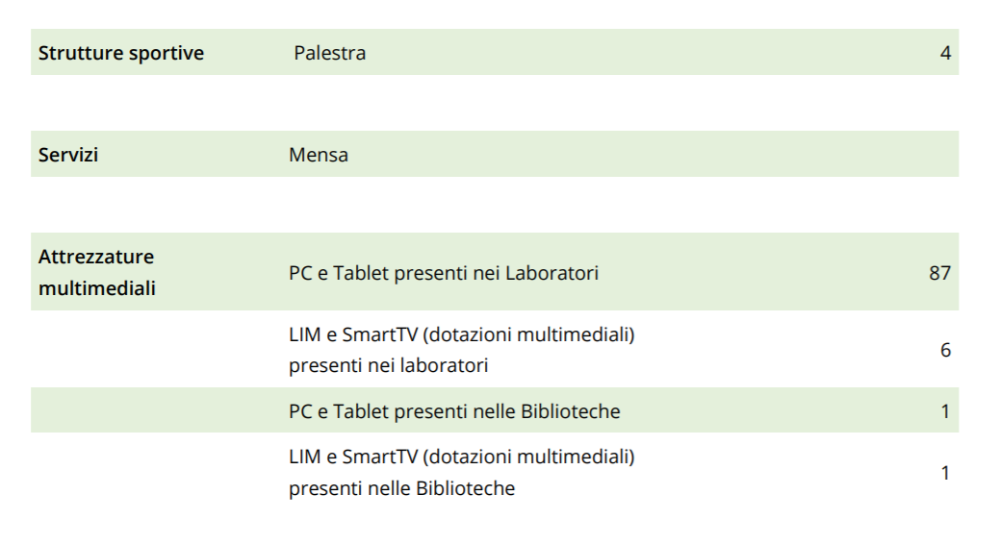 Strutture sportive Palestra 4
Servizi Mensa
Attrezzature
multimediali
PC e Tablet presenti nei Laboratori 87
LIM e SmartTV (dotazioni multimediali)
presenti nei laboratori
6
PC e Tablet presenti nelle Biblioteche 1
LIM e SmartTV (dotazioni multimediali)
presenti nelle Biblioteche
1